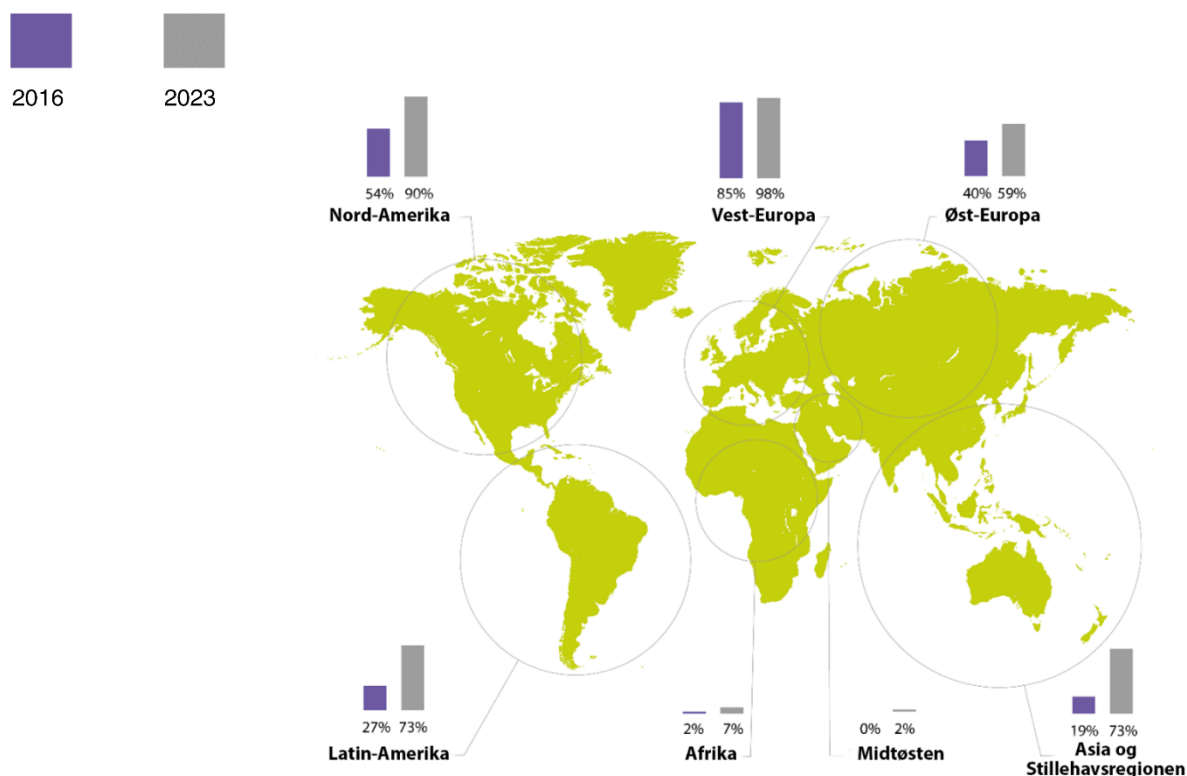 2016 2023
54% 90%
Nord-Amerika
85% 98%
Vest-Europa
40% 59%
Øst-Europa
27% 73%
Latin-Amerika
2% 7%
Afrika
0% 2%
Midtøsten
19% 73%
Asia og
Stillehavsregionen